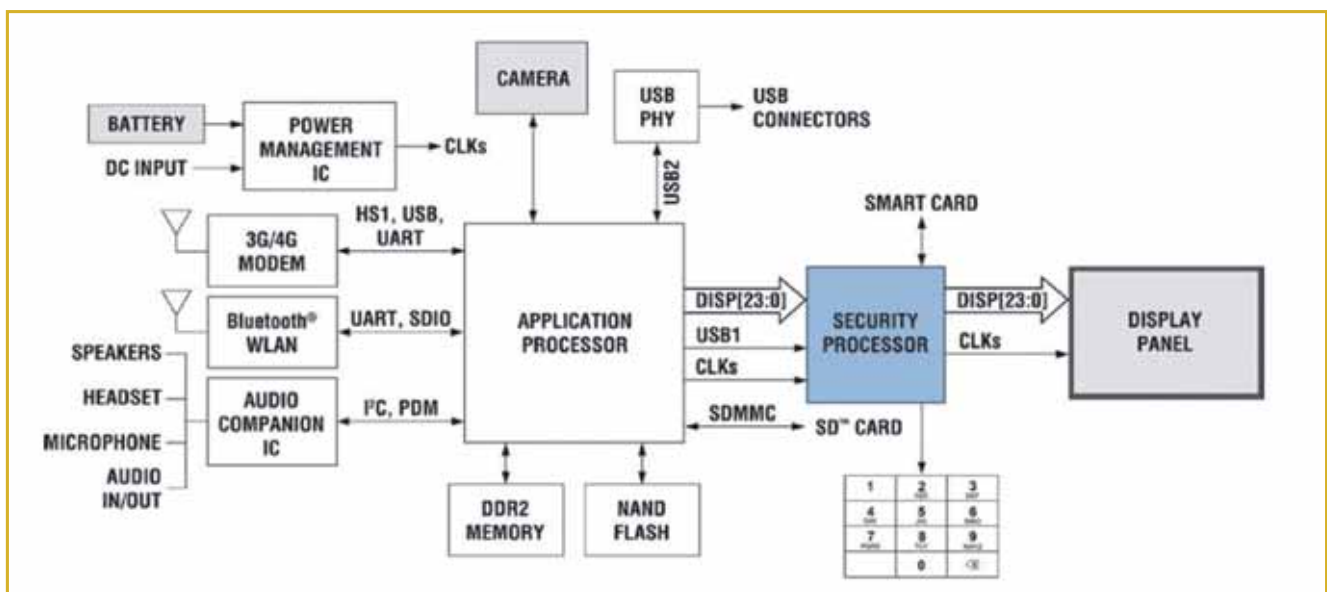 CAMERA
USB
PHY
USB
CONNECTORS
BATTERY
DC INPUT
POWER
MANAGEMENT
IC
CLKs
USB2
SMART CARD
HS1, USB,
UART
3G/4G
MODEM
Bluetooth®
WLAN
UART, SDIO
SPEAKERS
HEADSET
MICROPHONE
AUDIO
IN/OUT
AUDIO
COMPANION
IC
I²C, PDM
APPLICATION
PROCESSOR
DISP[23:0]
USB1
CLKs
SDMMC
SD™ CARD
SECURITY
PROCESSOR
DISP[23:0]
CLKs
DISPLAY
PANEL
DDR2
MEMORY
NAND
FLASH
1 2 3
4 5 6
7 8 9
0